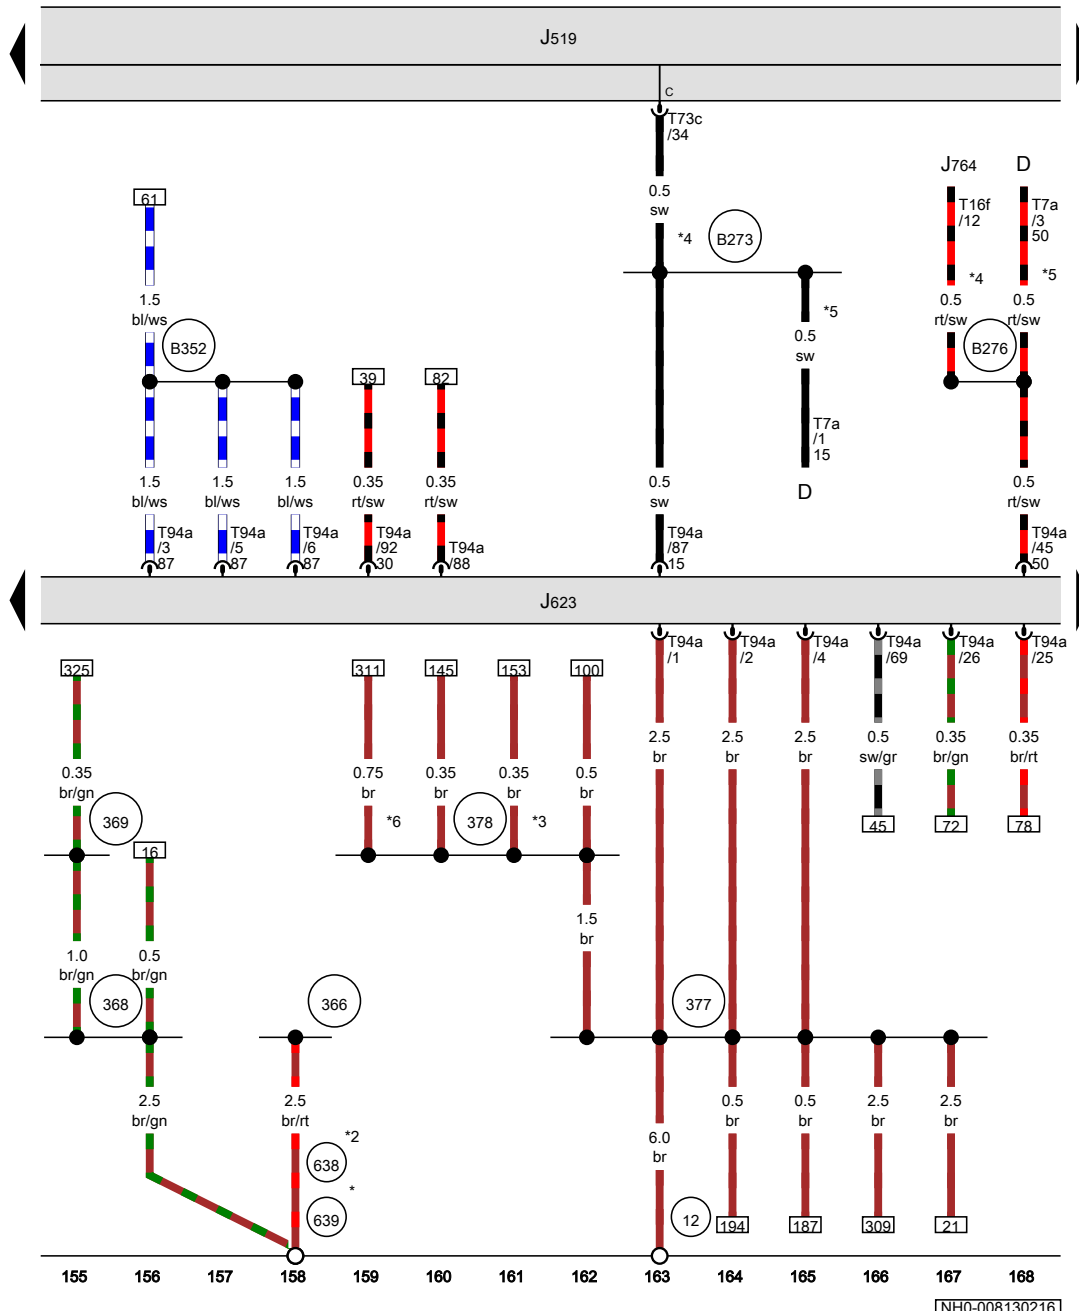 J519
c
T73c
/34
J764
D
61
0.5
sw
T16f
/12
T7a
/3
50
*4
B273
*4
*5
1.5
bl/ws
*5
0.5
rt/sw
0.5
rt/sw
B352
0.5
sw
B276
39
82
T7a
/1
15
1.5
bl/ws
1.5
bl/ws
1.5
bl/ws
0.35
rt/sw
0.35
rt/sw
0.5
sw
D
0.5
rt/sw
T94a
/3
87
T94a
/5
87
T94a
/6
87
T94a
/92
30
T94a
/88
T94a
/87
15
T94a
/45
50
J623
T94a
/1
T94a
/2
T94a
/4
T94a
/69
T94a
/26
T94a
/25
325
311
145
153
100
0.35
br/gn
0.75
br
0.35
br
0.35
br
0.5
br
2.5
br
2.5
br
2.5
br
0.5
sw/gr
0.35
br/gn
0.35
br/rt
369
*6
378
*3
45
72
78
16
1.0
br/gn
0.5
br/gn
1.5
br
368
366
377
2.5
br/gn
2.5
br/rt
6.0
br
0.5
br
0.5
br
2.5
br
2.5
br
*2
638
*
639
12
194
187
309
21
155
156
157
158
159
160
161
162
163
164
165
166
167
168
NH0-008130216